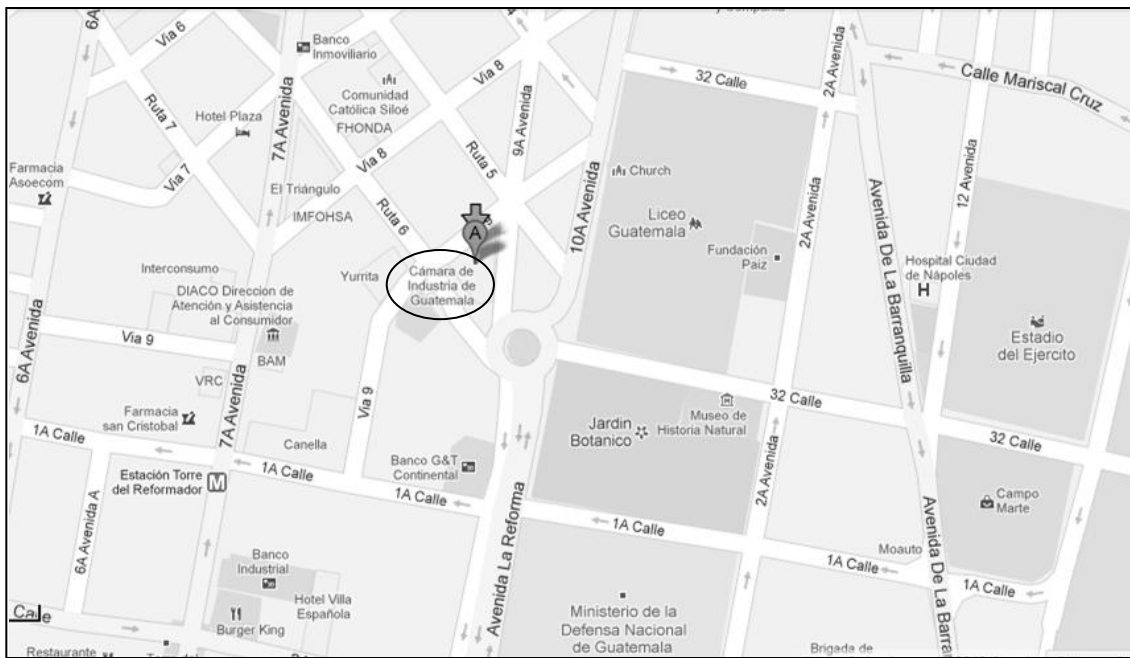 y Compañía
6A
Via 6
Banco
Inmoviliario
Via 8
32 Calle
2A Avenida
Calle Mariscal Cruz
Ruta 7
Hotel Plaza
7A Avenida
Comunidad
Católica Siloé
FHONDA
Via 8
Ruta 5
9A Avenida
Farmacia
Asoecom
Via 7
El Triángulo
IMFOHSA
Ruta 6
A
Church
10A Avenida
Liceo
Guatemala
Fundación
Paiz
2A Avenida
2A Avenida
Avenida De La Barranquilla
12 Avenida
Hospital Ciudad
de Nápoles
H
Interconsumo
Yurrita
Cámara de
Industria de
Guatemala
DIACO Direccion de
Atención y Asistencia
al Consumidor
BAM
Estadio
del Ejercito
6A Avenida
Via 9
VRC
7A Avenida
Via 9
32 Calle
32 Calle
Farmacia
san Cristobal
1A Calle
Canella
Jardin
Botanico
Museo de
Historia Natural
2A Avenida
Estación Torre
del Reformador
M
1A Calle
Banco G&T
Continental
1A Calle
1A Calle
Campo
Marte
6A Avenida A
Avenida La Reforma
Moauto
1A Calle
1A Calle
Avenida De La Barran
Banco
Industrial
Hotel Villa
Española
Burger King
Calle
Ministerio de la
Defensa Nacional
de Guatemala
Restaurante
Brigada de